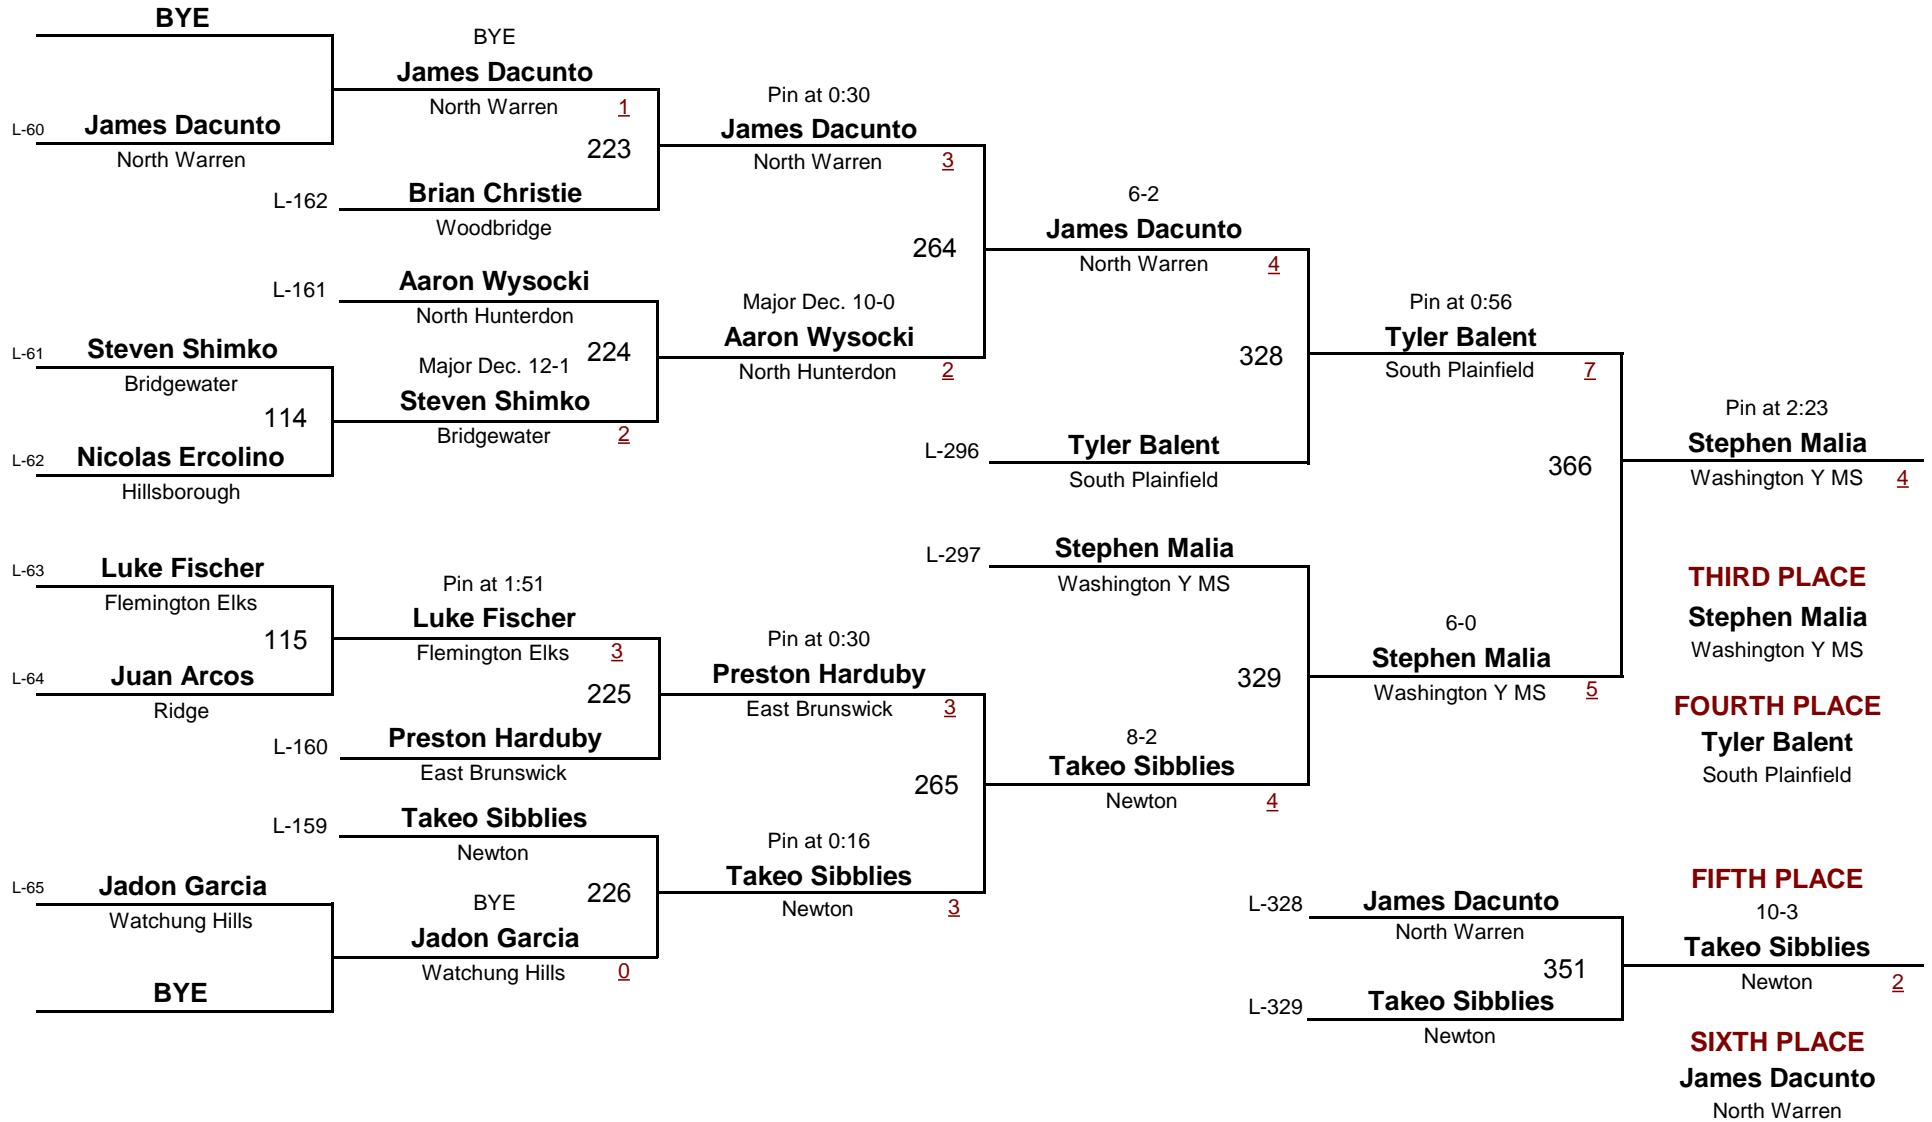 BYE
L-60 James Dacunto
North Warren
L-61 Steven Shimko
Bridgewater
114
L-62 Nicolas Ercolino
Hillsborough
L-63 Luke Fischer
Flemington Elks
115
L-64 Juan Arcos
Ridge
L-65 Jadon Garcia
Watchung Hills
BYE
BYE
James Dacunto
North Warren 1
223
L-162 Brian Christie
Woodbridge
L-161 Aaron Wysocki
North Hunterdon
224
Major Dec. 12-1
Steven Shimko
Bridgewater 2
Pin at 1:51
Luke Fischer
Flemington Elks 3
225
L-160 Preston Harduby
East Brunswick
L-159 Takeo Sibblies
Newton
226
BYE
Jadon Garcia
Watchung Hills 0
Pin at 0:30
James Dacunto
North Warren 3
264
Major Dec. 10-0
Aaron Wysocki
North Hunterdon 2
Pin at 0:30
Preston Harduby
East Brunswick 3
265
Pin at 0:16
Takeo Sibblies
Newton 3
6-2
James Dacunto
North Warren 4
328
L-296 Tyler Balent
South Plainfield
L-297 Stephen Malia
Washington Y MS
329
8-2
Takeo Sibblies
Newton 4
Pin at 0:56
Tyler Balent
South Plainfield 7
366
6-0
Stephen Malia
Washington Y MS 5
L-328 James Dacunto
North Warren
351
L-329 Takeo Sibblies
Newton
Pin at 2:23
Stephen Malia
Washington Y MS 4
THIRD PLACE
Stephen Malia
Washington Y MS
FOURTH PLACE
Tyler Balent
South Plainfield
FIFTH PLACE
10-3
Takeo Sibblies
Newton 2
SIXTH PLACE
James Dacunto
North Warren